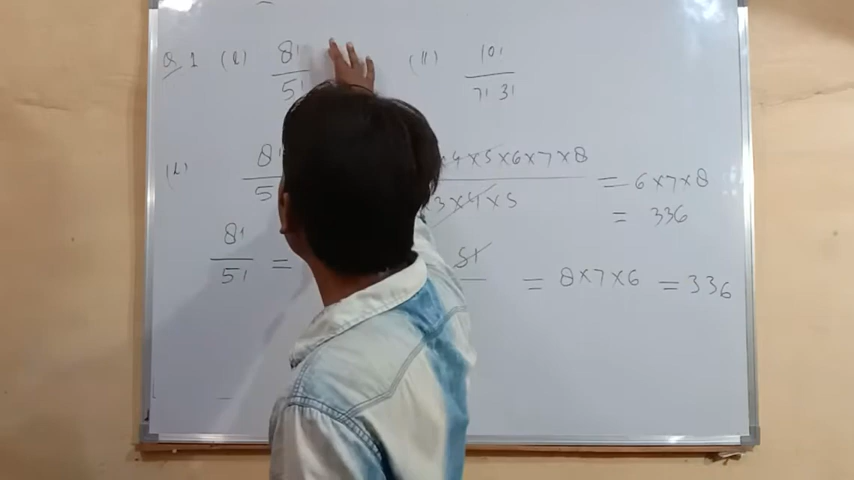 Q.1 (i) 8! / 5! (ii) 10! / 7! 3!
(i) 8! / 5 ×4×5×6×7×8 / ×3×4×5 = 6×7×8
= 336
8! / 5! = 5! = 8×7×6 = 336